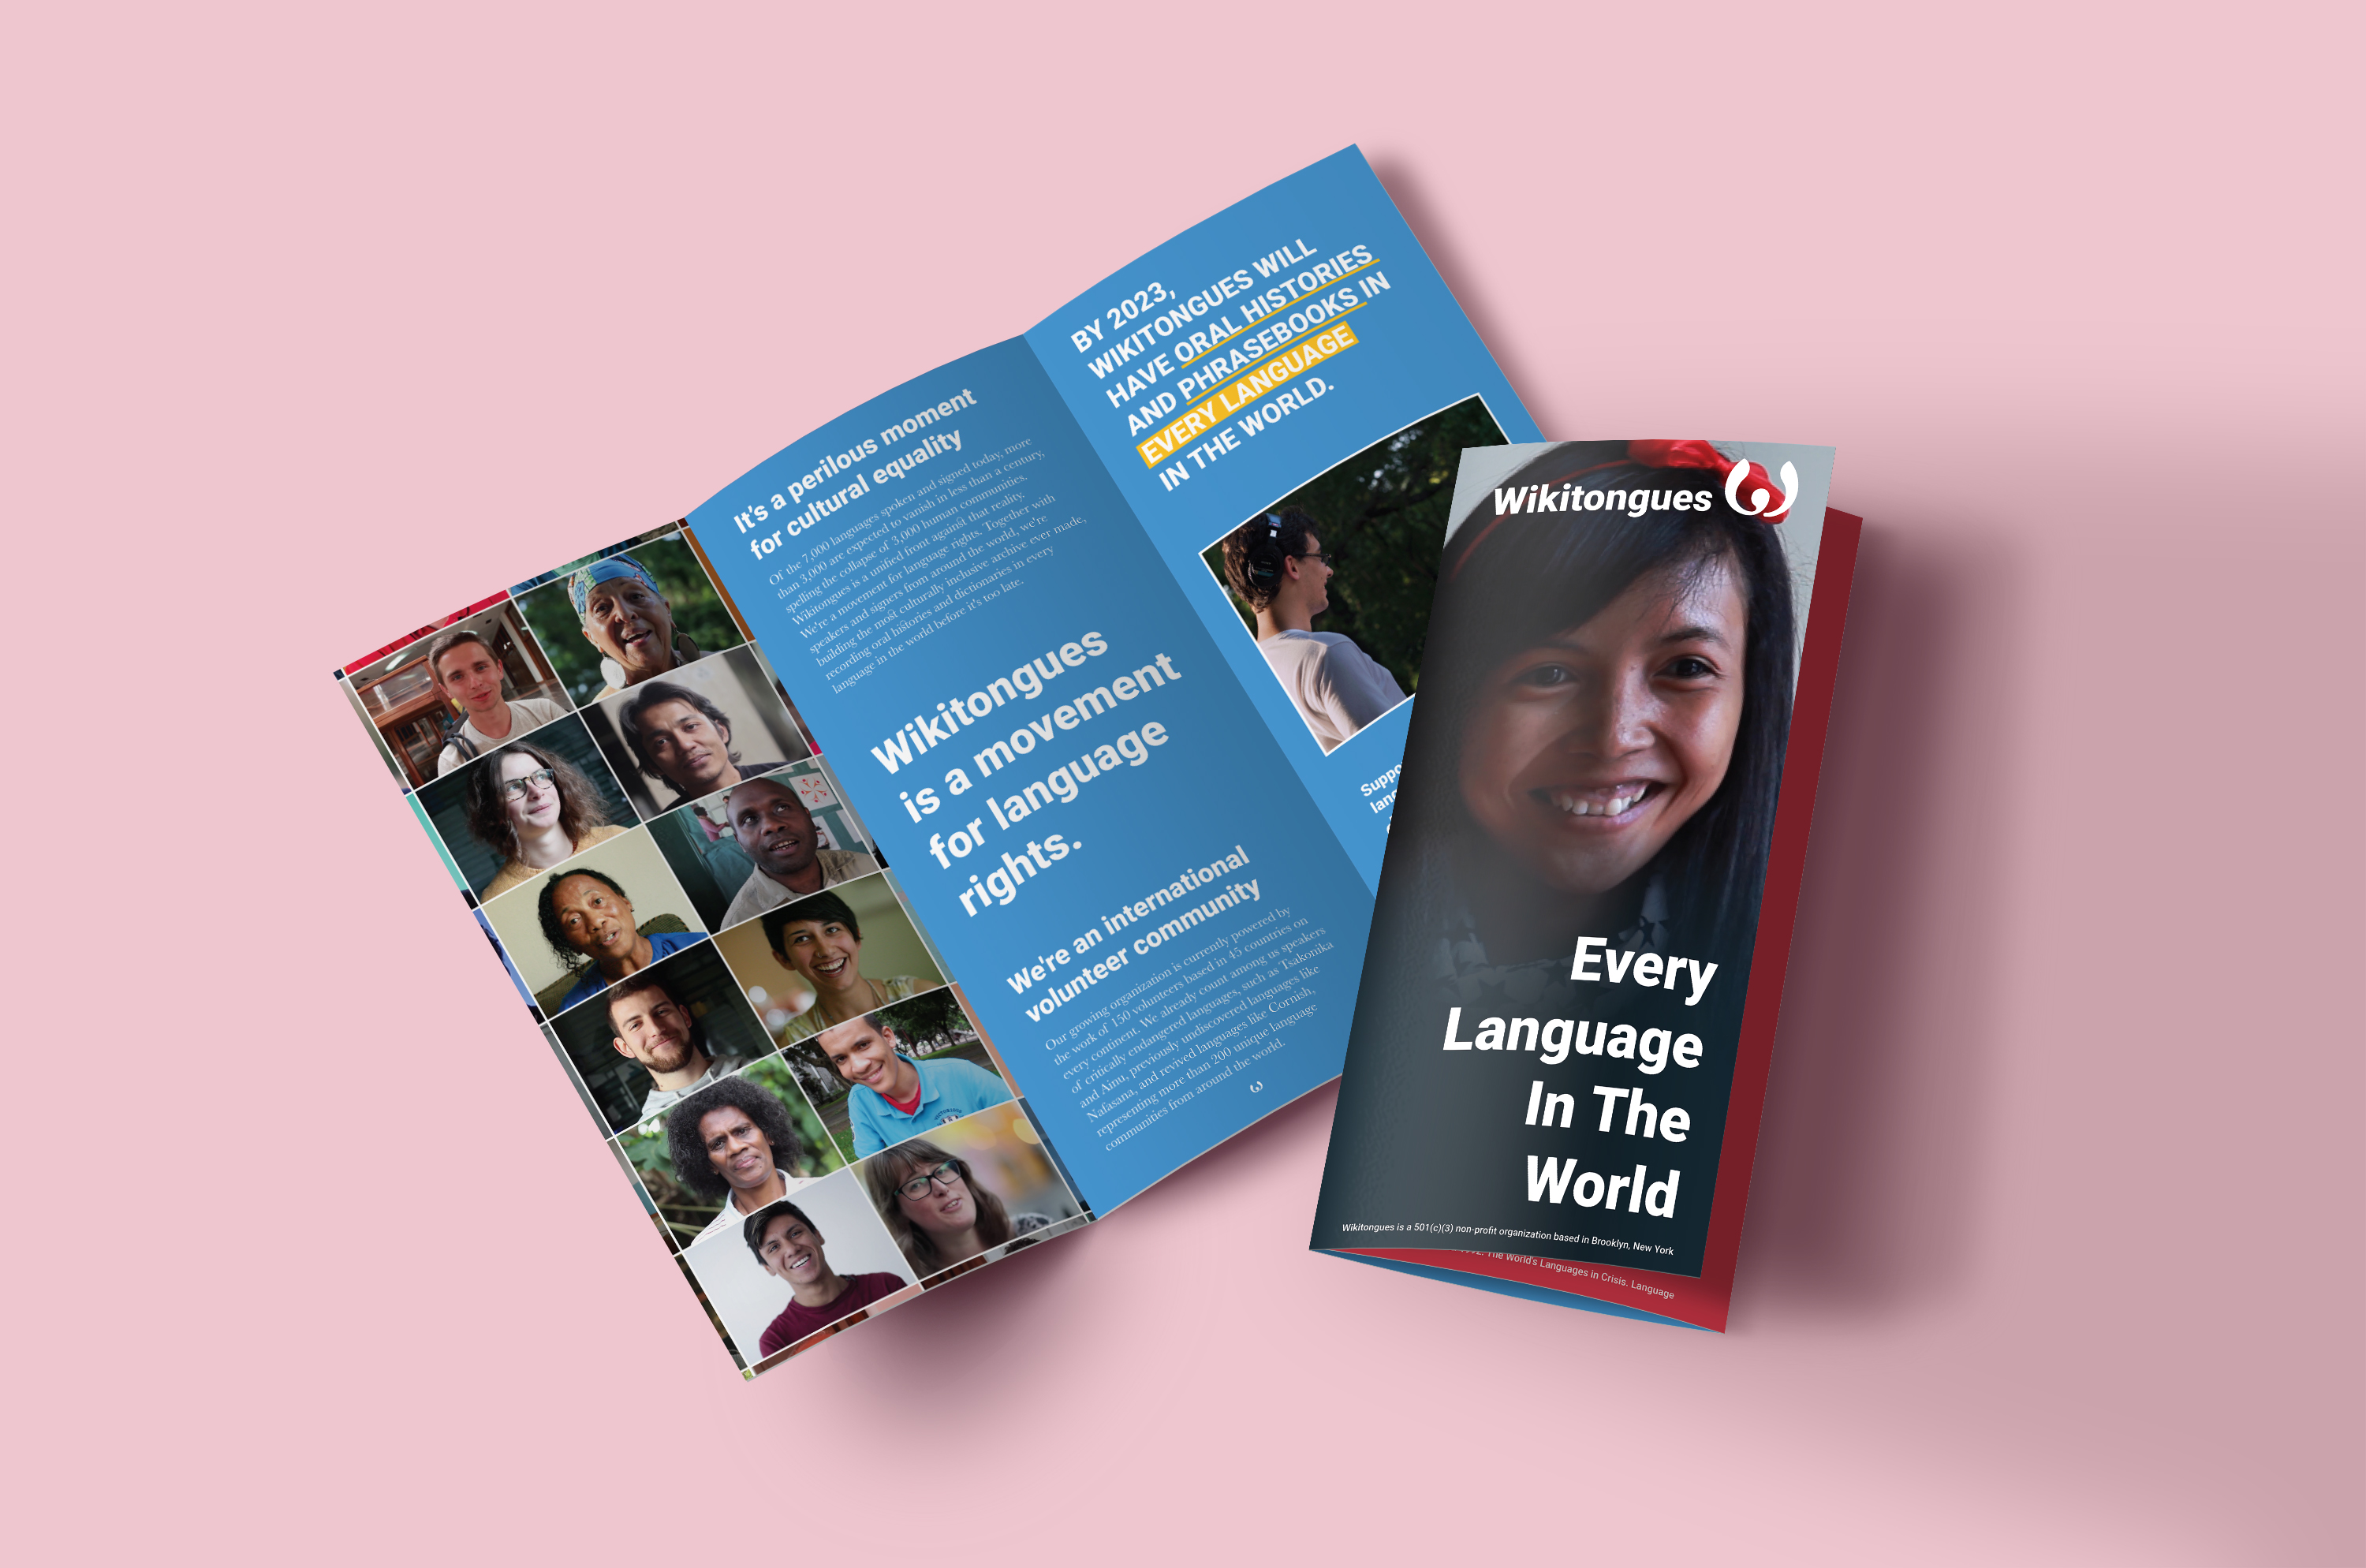 It's a perilous moment
for cultural equality
Of the 7,000 languages spoken and signed today, more
than 3,000 are expected to vanish in less than a century,
spelling the collapse of 3,000 human communities.
Wikitongues is a unified front against that reality.
We're a movement for language rights. Together with
speakers and signers from around the world, we're
building the most culturally inclusive archive ever made,
recording oral histories and dictionaries in every
language in the world before it's too late.
Wikitongues
is a movement
for language
rights.
We're an international
volunteer community
Our growing organization is currently powered by
the work of 150 volunteers based in 45 countries on
every continent. We already count among us speakers
of critically endangered languages, such as Tsakonika
and Ainu, previously undiscovered languages like
Nafasana, and revived languages like Cornish,
representing more than 200 unique language
communities from around the world.
BY 2023,
WIKITONGUES WILL
HAVE ORAL HISTORIES
AND PHRASEBOOKS IN
EVERY LANGUAGE
IN THE WORLD.
Wikitongues
Every
Language
In The
World
Wikitongues is a 501(c)(3) non-profit organization based in Brooklyn, New York
The World's Languages in Crisis. Language